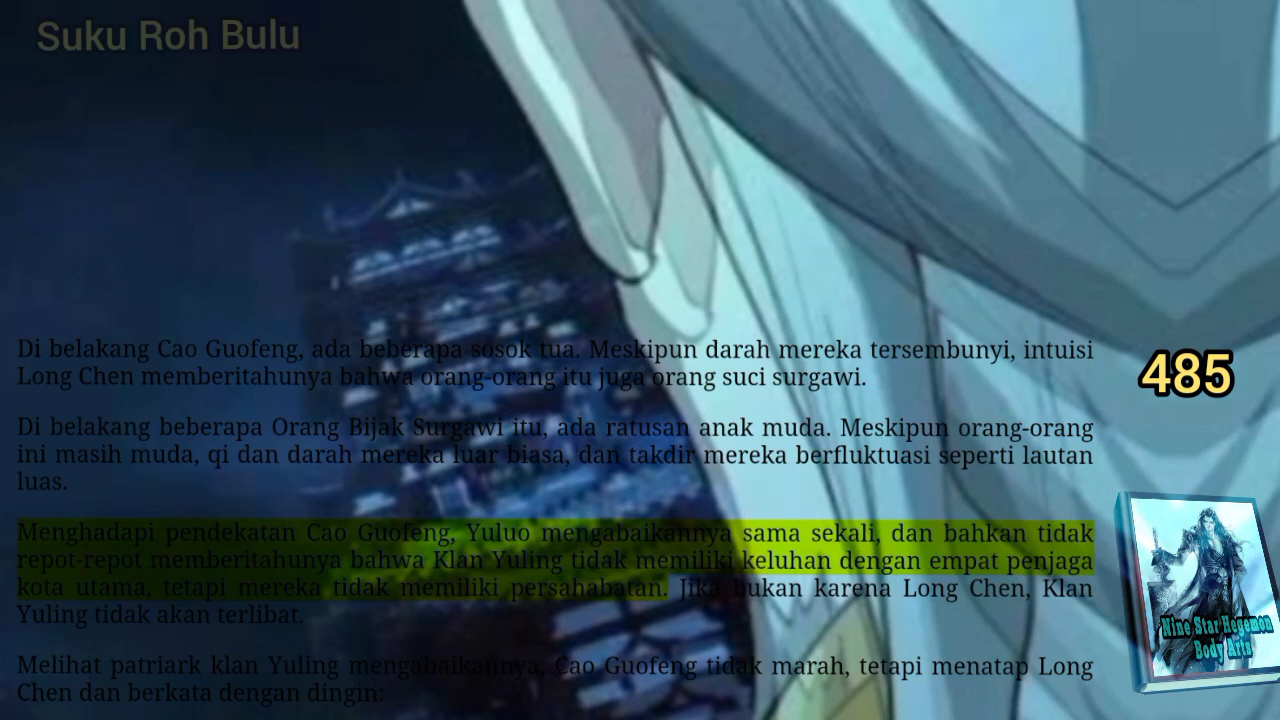 Suku Roh Bulu
Di belakang Cao Guofeng, ada beberapa sosok tua. Meskipun darah mereka tersembunyi, intuisi
Long Chen memberitahunya bahwa orang-orang itu juga orang suci surgawi.
Di belakang beberapa Orang Bijak Surgawi itu, ada ratusan anak muda. Meskipun orang-orang
ini masih muda, qi dan darah mereka luar biasa, dan takdir mereka berfluktuasi seperti lautan
luas.
Menghadapi pendekatan Cao Guofeng, Yuluo mengabaikannya sama sekali, dan bahkan tidak
repot-repot memberitahunya bahwa Klan Yuling tidak memiliki keluhan dengan empat penjaga
kota utama, tetapi mereka tidak memiliki persahabatan. Jika bukan karena Long Chen, Klan
Yuling tidak akan terlibat.
Melihat patriark klan Yuling mengabaikannya, Cao Guofeng tidak marah, tetapi menatap Long
Chen dan berkata dengan dingin:
485
Nine Star Hegemon
Body Arts